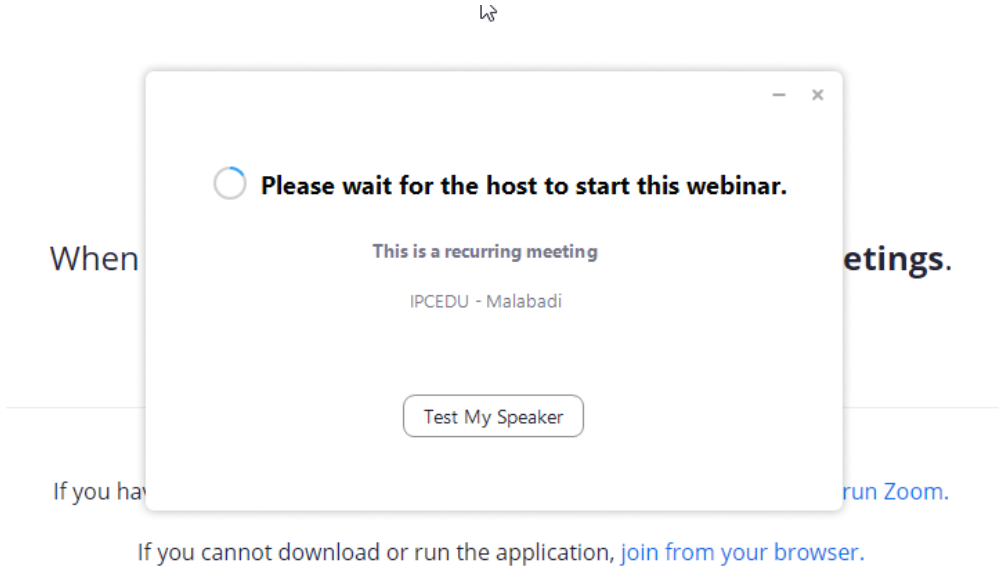 Please wait for the host to start this webinar.
When
This is a recurring meeting
etings.
IPCEDU - Malabadi
Test My Speaker
If you hav
run Zoom.
If you cannot download or run the application, join from your browser.